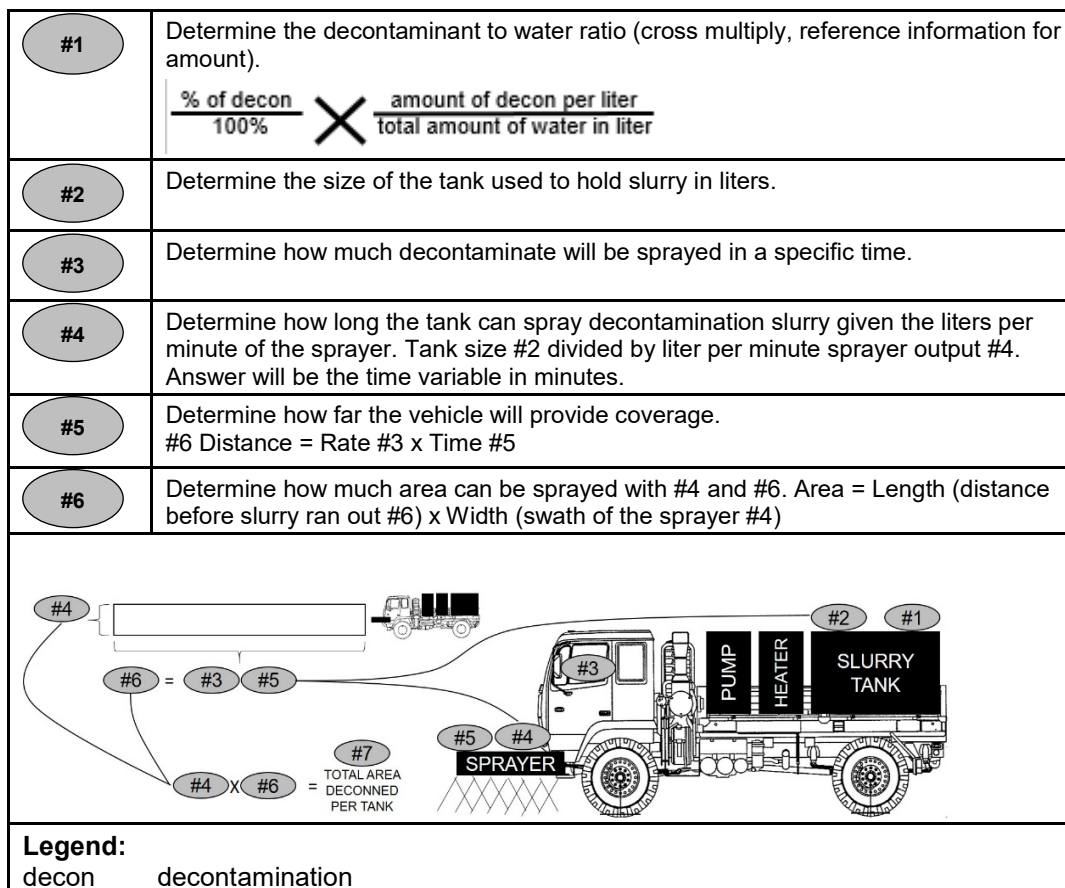 #1
Determine the decontaminant to water ratio (cross multiply, reference information for
amount).
% of decon
100%
amount of decon per liter
total amount of water in liter
#2
Determine the size of the tank used to hold slurry in liters.
#3
Determine how much decontaminate will be sprayed in a specific time.
#4
Determine how long the tank can spray decontamination slurry given the liters per
minute of the sprayer. Tank size #2 divided by liter per minute sprayer output #4.
Answer will be the time variable in minutes.
#5
Determine how far the vehicle will provide coverage.
#6 Distance = Rate #3 x Time #5
#6
Determine how much area can be sprayed with #4 and #6. Area = Length (distance
before slurry ran out #6) x Width (swath of the sprayer #4)
#4
#6 = #3 #5
#4 X #6 =
#7
TOTAL AREA
DECONNED
PER TANK
#2 #1
#3
PUMP
HEATER
SLURRY
TANK
#5 #4
SPRAYER
Legend:
decon decontamination